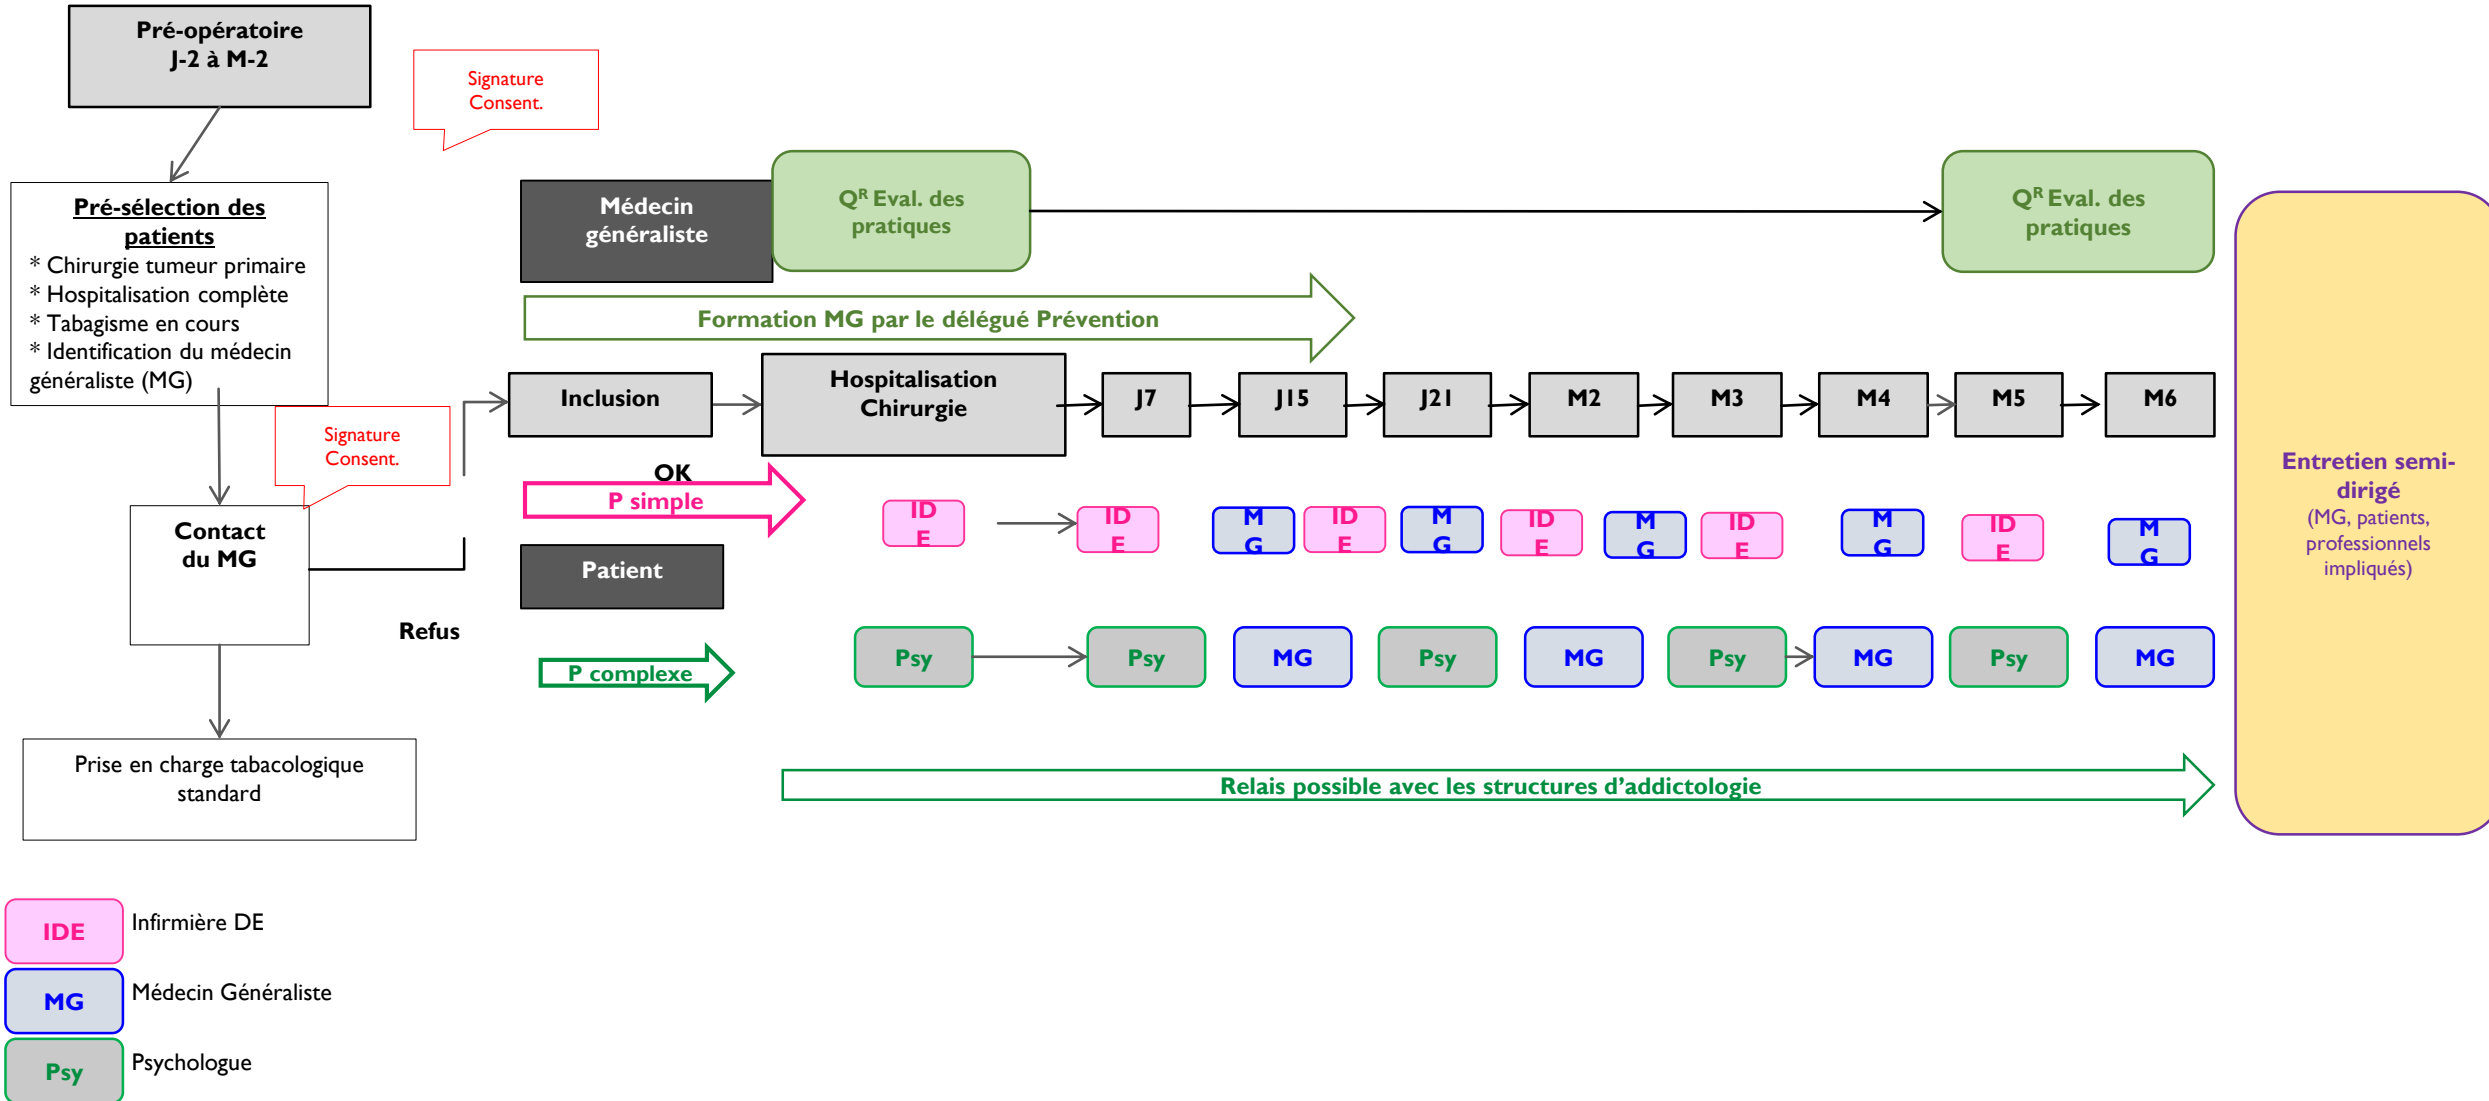 Pré-opératoire
J-2 à M-2
Signature
Consent.
Pré-sélection des
patients
* Chirurgie tumeur primaire
* Hospitalisation complète
* Tabagisme en cours
* Identification du médecin
généraliste (MG)
Médecin
généraliste
QR Eval. des
pratiques
QR Eval. des
pratiques
Formation MG par le délégué Prévention
Signature
Consent.
Inclusion
Hospitalisation
Chirurgie
J7
J15
J21
M2
M3
M4
M5
M6
Contact
du MG
OK
P simple
ID
E
ID
E
M
G
ID
E
M
G
ID
E
M
G
ID
E
M
G
ID
E
M
G
Patient
Refus
P complexe
Psy
Psy
MG
Psy
MG
Psy
MG
Psy
MG
Entretien semi-
dirigé
(MG, patients,
professionnels
impliqués)
Prise en charge tabacologique
standard
Relais possible avec les structures d’addictologie
IDE
Infirmière DE
MG
Médecin Généraliste
Psy
Psychologue